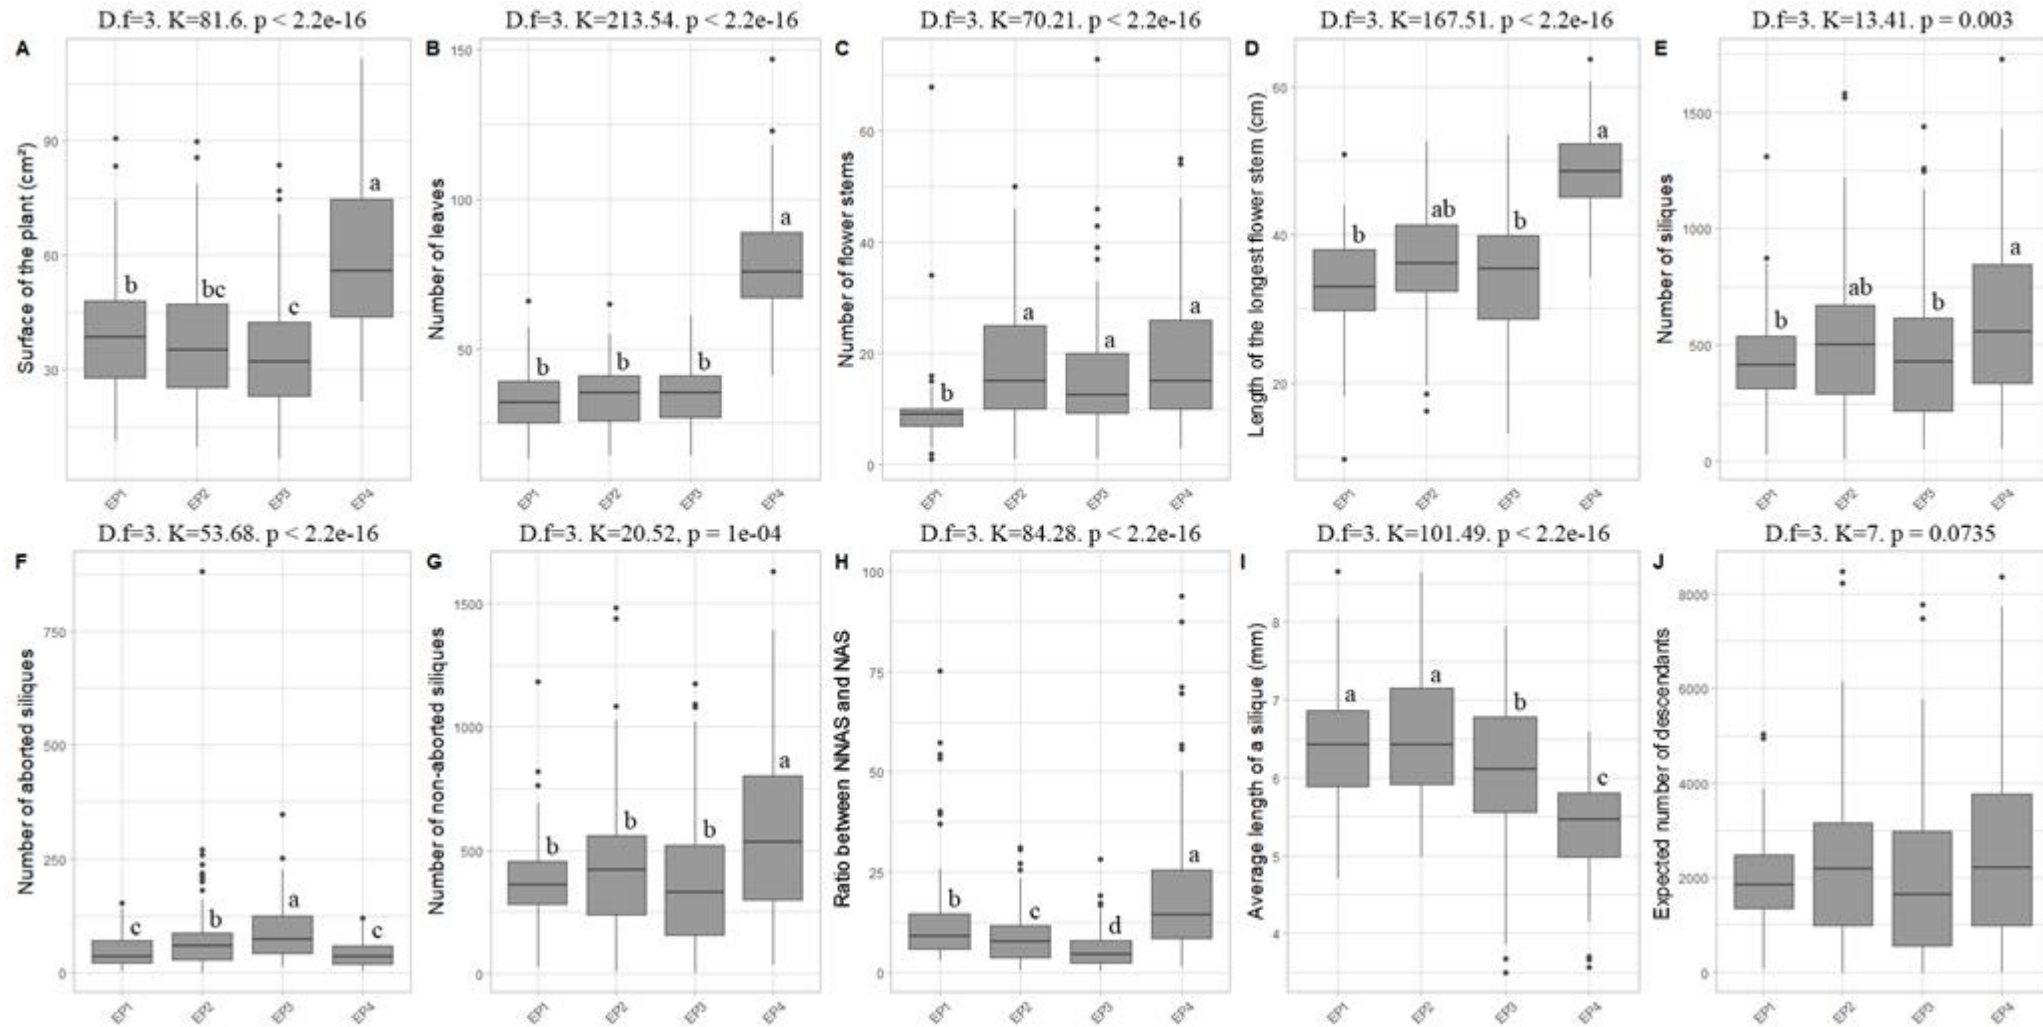 D.f=3. K=81.6. p < 2.2e-16
A
Surface of the plant (cm²)
90
60
30
b
bc
c
a
EP1
EP2
EP3
EP4
D.f=3. K=213.54. p < 2.2e-16
B
Number of leaves
150
100
50
b
b
b
a
EP1
EP2
EP3
EP4
D.f=3. K=70.21. p < 2.2e-16
C
Number of flower stems
60
40
20
0
b
a
a
a
EP1
EP2
EP3
EP4
D.f=3. K=167.51. p < 2.2e-16
D
Length of the longest flower stem (cm)
60
40
20
b
ab
b
a
EP1
EP2
EP3
EP4
D.f=3. K=13.41. p = 0.003
E
Number of siliques
1500
1000
500
0
b
ab
b
a
EP1
EP2
EP3
EP4
D.f=3. K=53.68. p < 2.2e-16
F
Number of aborted siliques
750
500
250
0
c
b
a
c
EP1
EP2
EP3
EP4
D.f=3. K=20.52. p = 1e-04
G
Number of non-aborted siliques
1500
1000
500
0
b
b
b
a
EP1
EP2
EP3
EP4
D.f=3. K=84.28. p < 2.2e-16
H
Ratio between NNAS and NAS
100
75
50
25
0
b
c
d
a
EP1
EP2
EP3
EP4
D.f=3. K=101.49. p < 2.2e-16
I
Average length of a silique (mm)
8
7
6
5
4
a
a
b
c
EP1
EP2
EP3
EP4
D.f=3. K=7. p = 0.0735
J
Expected number of descendants
8000
6000
4000
2000
0
EP1
EP2
EP3
EP4